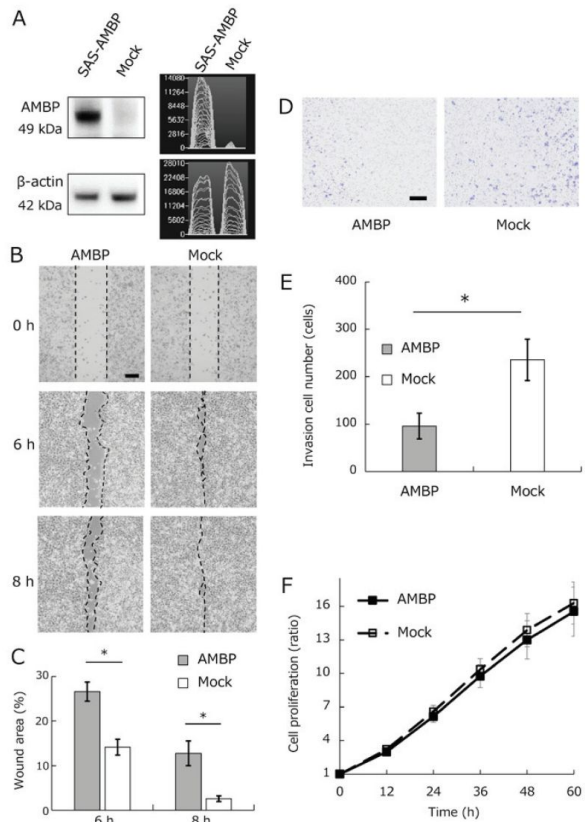 A
SAS-AMBP
Mock
SAS-AMBP
Mock
AMBP
49 kDa
14080
11264
8448
5632
2816
0
β-actin
42 kDa
28010
22408
16806
11204
5602
0
B
AMBP
Mock
0 h
6 h
8 h
C
Wound area (%)
30
20
10
0
*
*
AMBP
Mock
6 h
8 h
D
AMBP
Mock
E
Invasion cell number (cells)
400
300
200
100
0
*
AMBP
Mock
AMBP
Mock
F
Cell proliferation (ratio)
16
13
10
7
4
1
AMBP
Mock
0 12 24 36 48 60
Time (h)